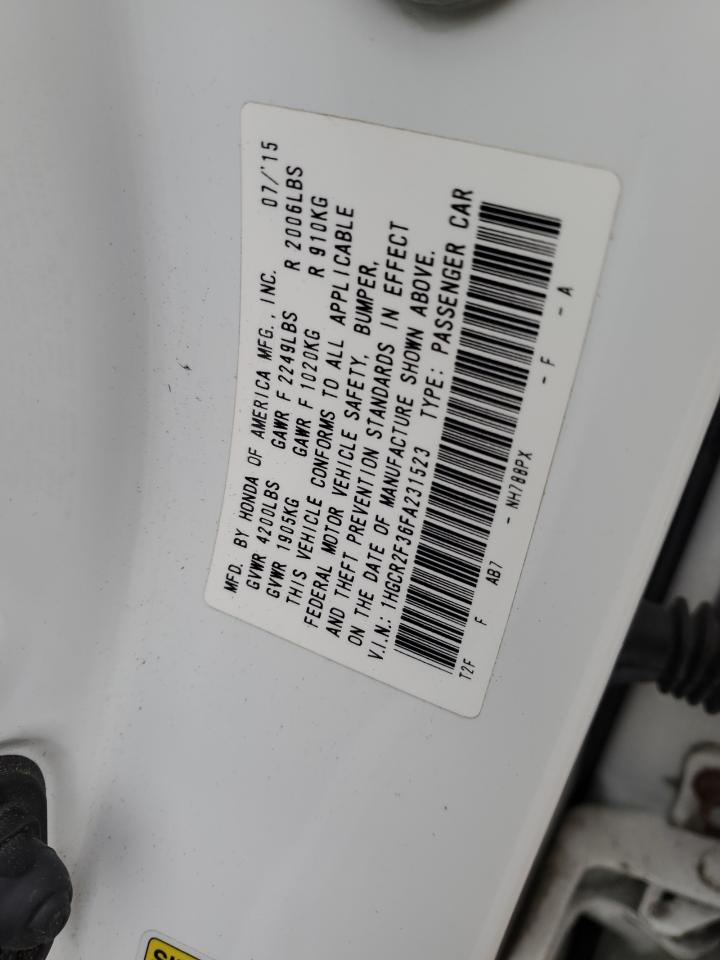 MFD. BY HONDA OF AMERICA MFG., INC. 07/'15
GVWR 4200LBS GAWR F 2249LBS R 2006LBS
GVWR 1905KG GAWR F 1020KG R 910KG
THIS VEHICLE CONFORMS TO ALL APPLICABLE
FEDERAL MOTOR VEHICLE SAFETY, BUMPER,
AND THEFT PREVENTION STANDARDS IN EFFECT
ON THE DATE OF MANUFACTURE SHOWN ABOVE.
V.I.N.: 1HGCR2F36FA231523 TYPE: PASSENGER CAR
T2F F AB7 - NH788PX - F - A